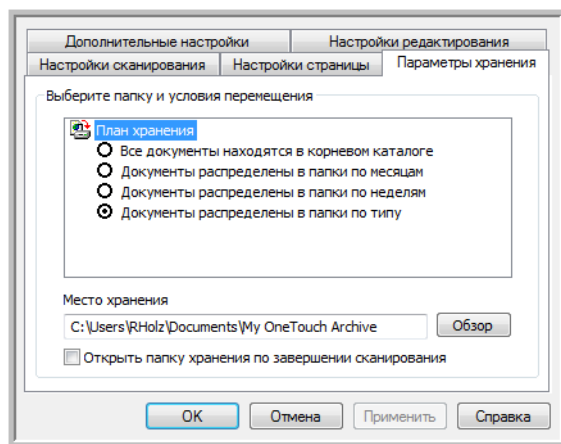 Дополнительные настройки
Настройки редактирования
Настройки сканирования
Настройки страницы
Параметры хранения
Выберите папку и условия перемещения
План хранения
Все документы находятся в корневом каталоге
Документы распределены в папки по месяцам
Документы распределены в папки по неделям
Документы распределены в папки по типу
Место хранения
C:\Users\RHolz\Documents\My OneTouch Archive
Обзор
Открыть папку хранения по завершении сканирования
OK
Отмена
Применить
Справка